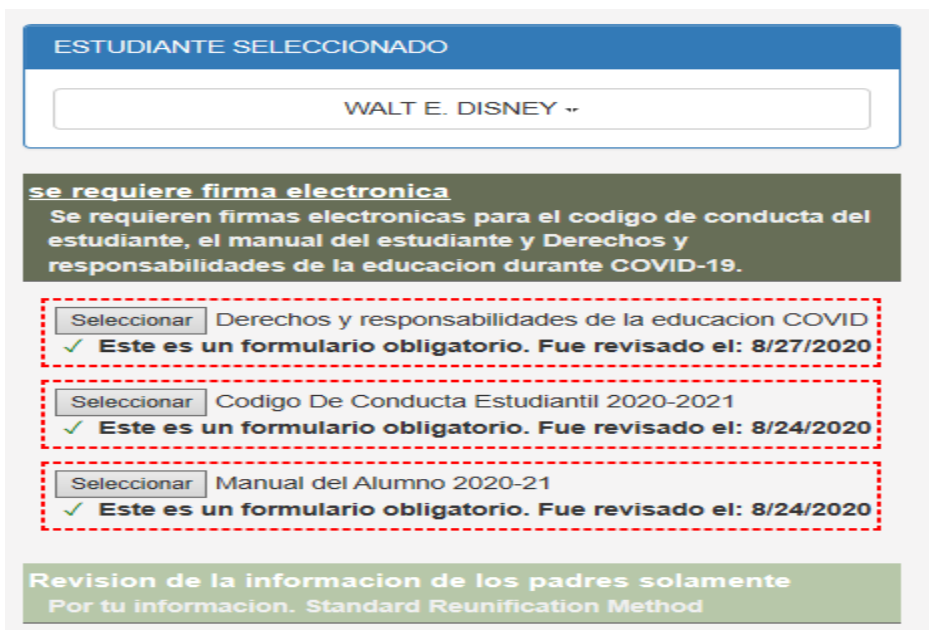 ESTUDIANTE SELECCIONADO
WALT E. DISNEY
se requiere firma electronica
Se requieren firmas electronicas para el codigo de conducta del
estudiante, el manual del estudiante y Derechos y
responsabilidades de la educacion durante COVID-19.
Seleccionar Derechos y responsabilidades de la educacion COVID
✓ Este es un formulario obligatorio. Fue revisado el: 8/27/2020
Seleccionar Codigo De Conducta Estudiantil 2020-2021
✓ Este es un formulario obligatorio. Fue revisado el: 8/24/2020
Seleccionar Manual del Alumno 2020-21
✓ Este es un formulario obligatorio. Fue revisado el: 8/24/2020
Revision de la informacion de los padres solamente
Por tu informacion. Standard Reunification Method